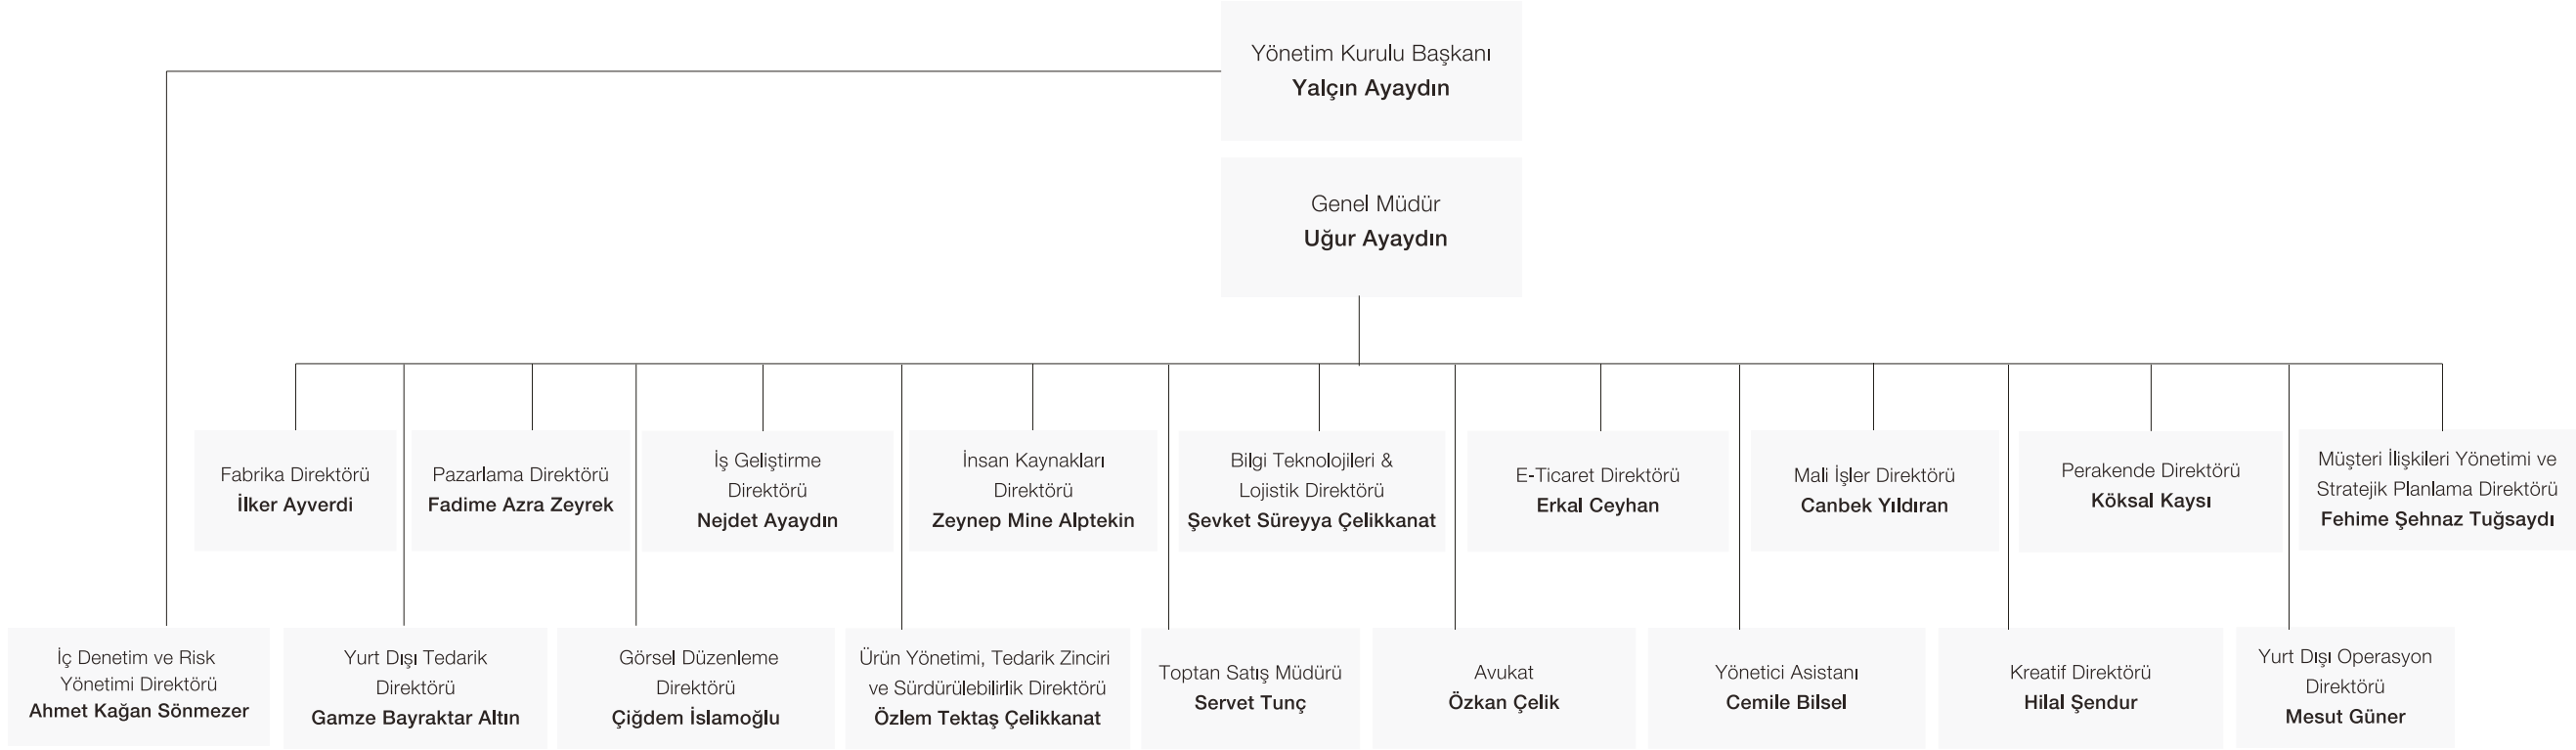 Yönetim Kurulu Başkanı
Yalçın Ayaydın
Genel Müdür
Uğur Ayaydın
Fabrika Direktörü
İlker Ayverdi
Pazarlama Direktörü
Fadime Azra Zeyrek
İş Geliştirme
Direktörü
Nejdet Ayaydın
İnsan Kaynakları
Direktörü
Zeynep Mine Alptekin
Bilgi Teknolojileri &
Lojistik Direktörü
Şevket Süreyya Çelikkanat
E-Ticaret Direktörü
Erkal Ceyhan
Mali İşler Direktörü
Canbek Yıldıran
Perakende Direktörü
Köksal Kaysı
Müşteri İlişkileri Yönetimi ve
Stratejik Planlama Direktörü
Fehime Şehnaz Tuğsaydı
İç Denetim ve Risk
Yönetimi Direktörü
Ahmet Kağan Sönmezer
Yurt Dışı Tedarik
Direktörü
Gamze Bayraktar Altın
Görsel Düzenleme
Direktörü
Çiğdem İslamoğlu
Ürün Yönetimi, Tedarik Zinciri
ve Sürdürülebilirlik Direktörü
Özlem Tektaş Çelikkanat
Toptan Satış Müdürü
Servet Tunç
Avukat
Özkan Çelik
Yönetici Asistanı
Cemile Bilsel
Kreatif Direktörü
Hilal Şendur
Yurt Dışı Operasyon
Direktörü
Mesut Güner